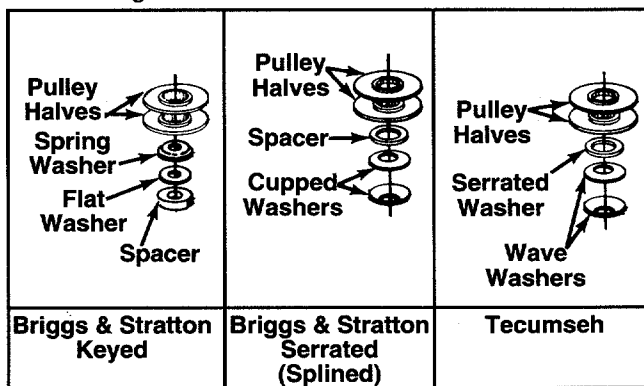 Pulley
Halves
Spring
Washer
Flat
Washer
Spacer
Briggs & Stratton
Keyed
Pulley
Halves
Spacer
Cupped
Washers
Briggs & Stratton
Serrated
(Splined)
Pulley
Halves
Serrated
Washer
Wave
Washers
Tecumseh